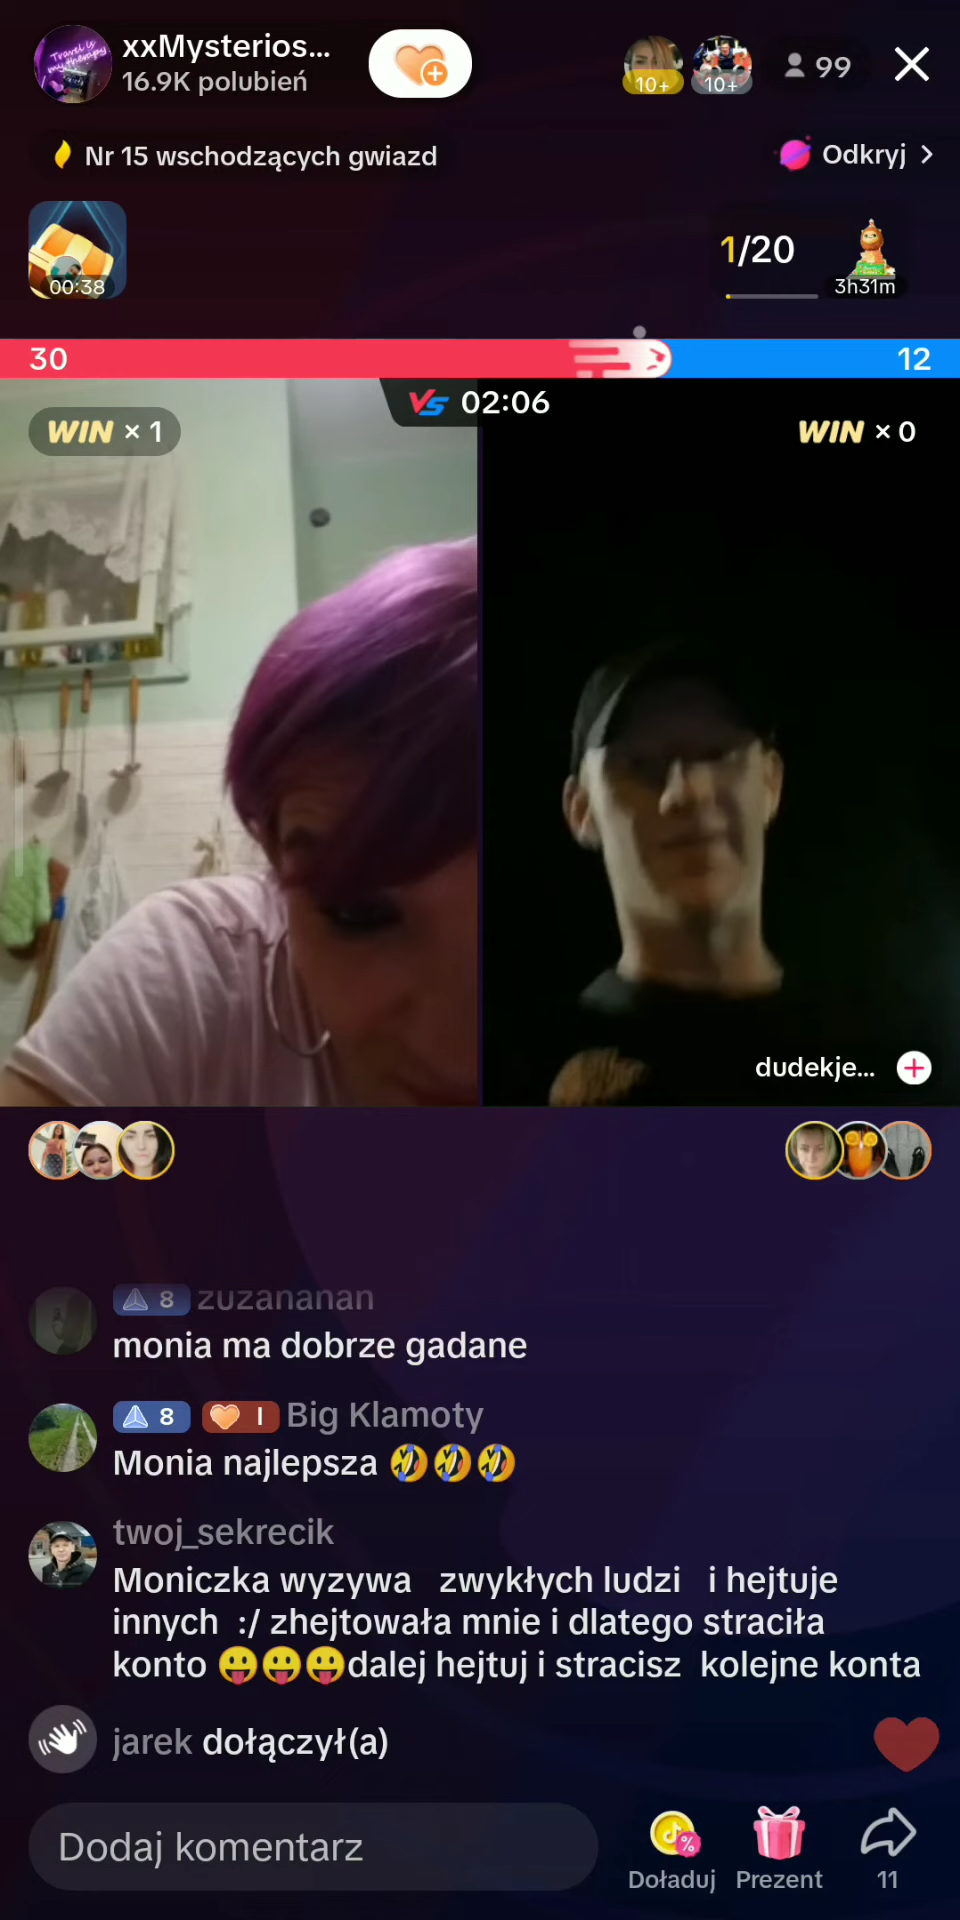 xxMysterios...
16.9K polubień
10+
10+
99
Nr 15 wschodzących gwiazd
Odkryj >
00:38
1/20
3h31m
30
12
VS 02:06
WIN × 1
WIN × 0
dudekje...
8 zuzananan
monia ma dobrze gadane
8 I Big Klamoty
Monia najlepsza 🤣🤣🤣
twoj_sekrecik
Moniczka wyzywa zwykłych ludzi i hejtuje
innych :/ zhejtowała mnie i dlatego straciła
konto 😛😛😛dalej hejtuj i stracisz kolejne konta
jarek dołączył(a)
Dodaj komentarz
Doładuj
Prezent
11